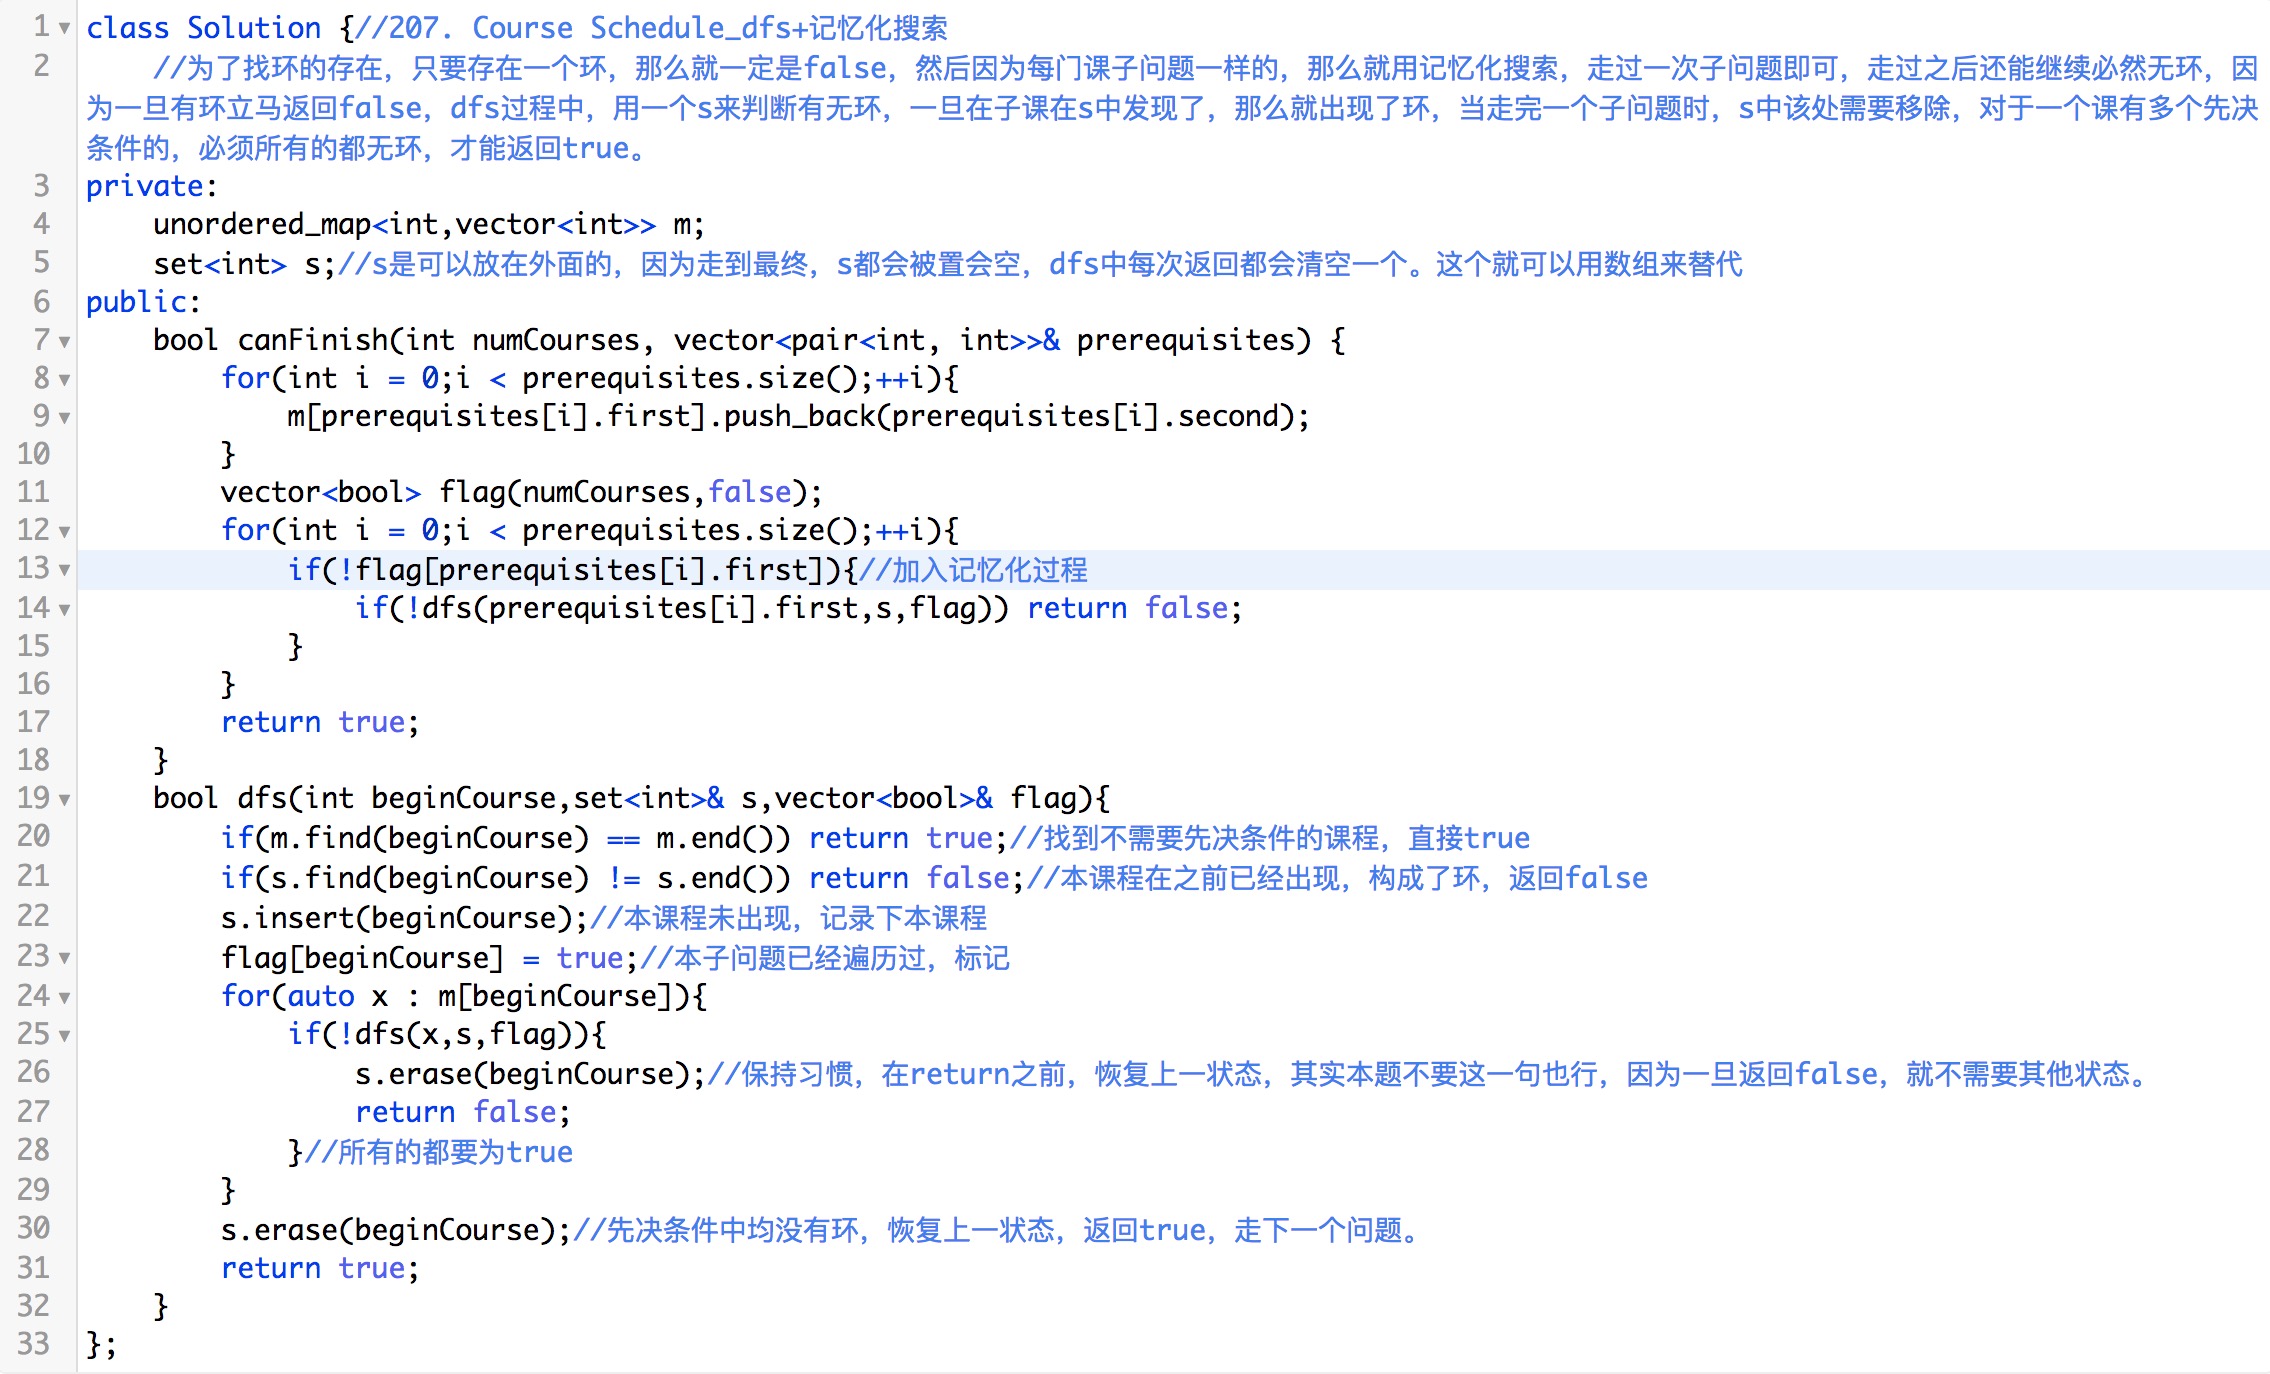 1 class Solution {//207. Course Schedule_dfs+记忆化搜索
2 //为了找环的存在，只要存在一个环，那么就一定是false，然后因为每门课子问题一样的，那么就用记忆化搜索，走过一次子问题即可，走过之后还能继续必然无环，因
为一旦有环立马返回false，dfs过程中，用一个s来判断有无环，一旦在子课在s中发现了，那么就出现了环，当走完一个子问题时，s中该处需要移除，对于一个课有多个先决
条件的，必须所有的都无环，才能返回true。
3 private:
4     unordered_map<int,vector<int>> m;
5     set<int> s;//s是可以放在外面的，因为走到最终，s都会被置会空，dfs中每次返回都会清空一个。这个就可以用数组来替代
6 public:
7     bool canFinish(int numCourses, vector<pair<int, int>>& prerequisites) {
8         for(int i = 0;i < prerequisites.size();++i){
9             m[prerequisites[i].first].push_back(prerequisites[i].second);
10         }
11         vector<bool> flag(numCourses,false);
12         for(int i = 0;i < prerequisites.size();++i){
13             if(!flag[prerequisites[i].first]){//加入记忆化过程
14                 if(!dfs(prerequisites[i].first,s,flag)) return false;
15             }
16         }
17         return true;
18     }
19     bool dfs(int beginCourse,set<int>& s,vector<bool>& flag){
20         if(m.find(beginCourse) == m.end()) return true;//找到不需要先决条件的课程，直接true
21         if(s.find(beginCourse) != s.end()) return false;//本课程在之前已经出现，构成了环，返回false
22         s.insert(beginCourse);//本课程未出现，记录下本课程
23         flag[beginCourse] = true;//本子问题已经遍历过，标记
24         for(auto x : m[beginCourse]){
25             if(!dfs(x,s,flag)){
26                 s.erase(beginCourse);//保持习惯，在return之前，恢复上一状态，其实本题不要这一句也行，因为一旦返回false，就不需要其他状态。
27                 return false;
28             }//所有的都要为true
29         }
30         s.erase(beginCourse);//先决条件中均没有环，恢复上一状态，返回true，走下一个问题。
31         return true;
32     }
33 };